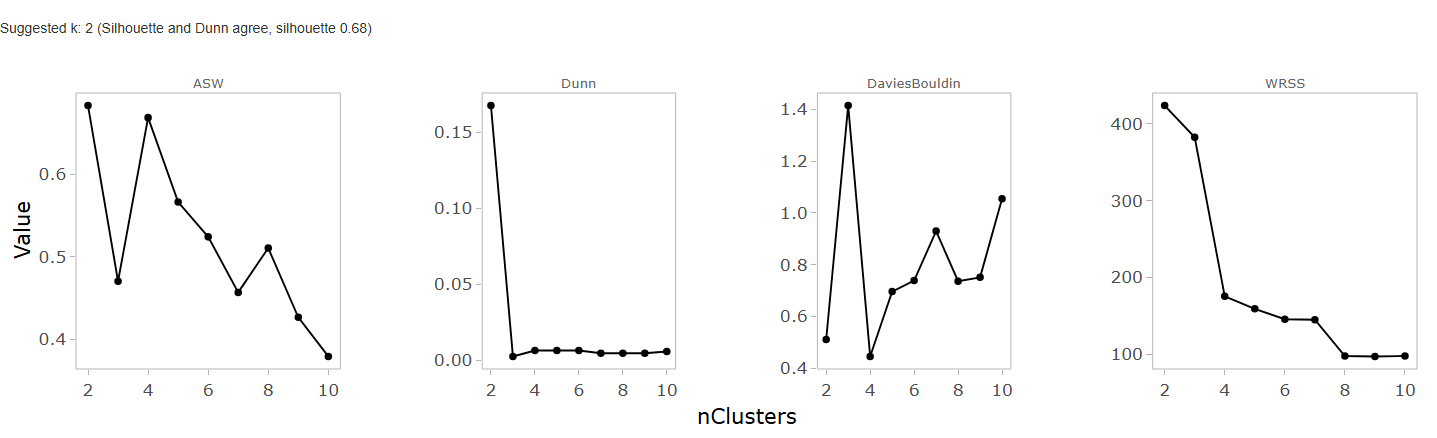 Suggested k: 2 (Silhouette and Dunn agree, silhouette 0.68)
ASW
Dunn
DaviesBouldin
WRSS
Value
0.6
0.5
0.4
2 4 6 8 10
0.15
0.10
0.05
0.00
2 4 6 8 10
1.4
1.2
1.0
0.8
0.6
0.4
2 4 6 8 10
400
300
200
100
2 4 6 8 10
nClusters